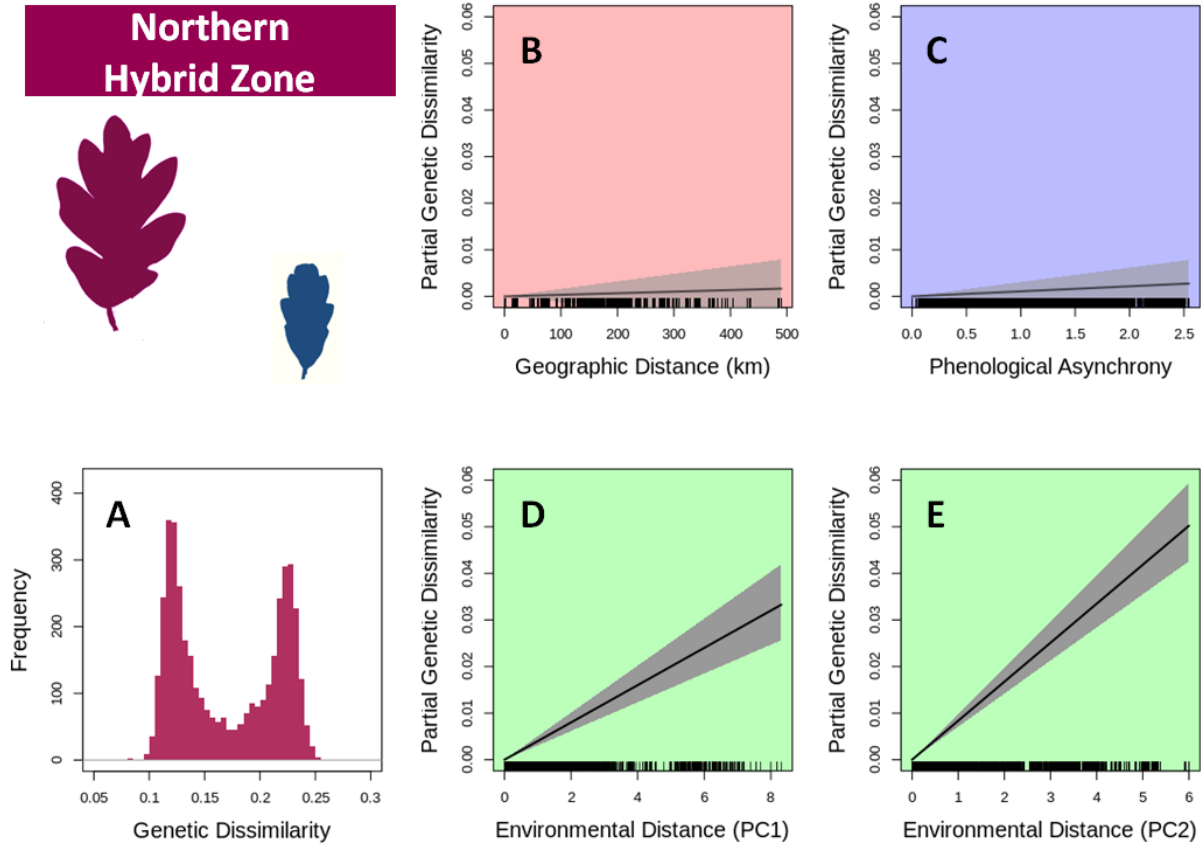 Northern
Hybrid Zone
B
Partial Genetic Dissimilarity
0.00 0.01 0.02 0.03 0.04 0.05 0.06
0 100 200 300 400 500
Geographic Distance (km)
C
Partial Genetic Dissimilarity
0.00 0.01 0.02 0.03 0.04 0.05 0.06
0.0 0.5 1.0 1.5 2.0 2.5
Phenological Asynchrony
A
Frequency
0 100 200 300 400
0.05 0.1 0.15 0.2 0.25 0.3
Genetic Dissimilarity
D
Partial Genetic Dissimilarity
0.00 0.01 0.02 0.03 0.04 0.05 0.06
0 2 4 6 8
Environmental Distance (PC1)
E
Partial Genetic Dissimilarity
0.00 0.01 0.02 0.03 0.04 0.05 0.06
0 1 2 3 4 5 6
Environmental Distance (PC2)